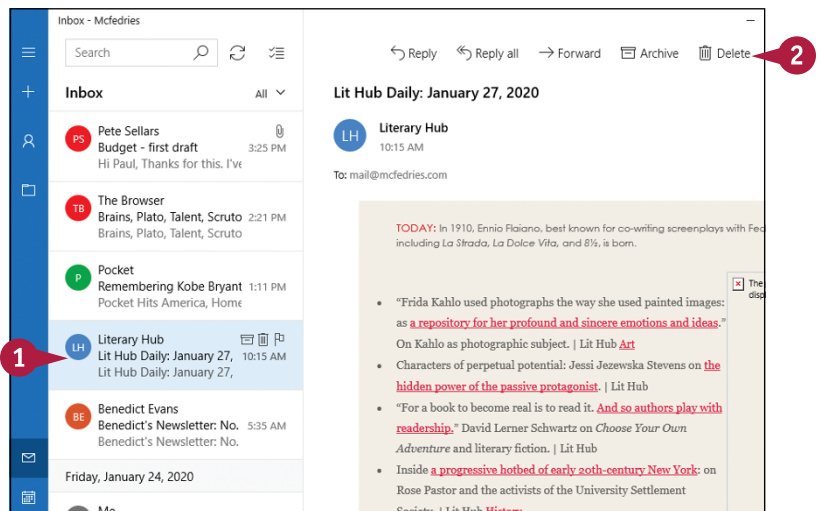 Inbox - Mcfedries
Search
Inbox
All
PS
Pete Sellars
Budget - first draft 3:25 PM
Hi Paul, Thanks for this. I've
TB
The Browser
Brains, Plato, Talent, Scruto 2:21 PM
Brains, Plato, Talent, Scruto
P
Pocket
Remembering Kobe Bryant 1:11 PM
Pocket Hits America, Home
LH
Literary Hub
Lit Hub Daily: January 27, 10:15 AM
Lit Hub Daily: January 27,
1
BE
Benedict Evans
Benedict's Newsletter: No. 5:35 AM
Benedict's Newsletter: No.
Friday, January 24, 2020
Me
Reply Reply all Forward Archive Delete
2
Lit Hub Daily: January 27, 2020
LH
Literary Hub
10:15 AM
To: mail@mcfedries.com
TODAY: In 1910, Ennio Flaiano, best known for co-writing screenplays with Fed
including La Strada, La Dolce Vita, and 8½, is born.
The
displ
• “Frida Kahlo used photographs the way she used painted images:
as a repository for her profound and sincere emotions and ideas.”
On Kahlo as photographic subject. | Lit Hub Art
• Characters of perpetual potential: Jessi Jezewska Stevens on the
hidden power of the passive protagonist. | Lit Hub
• “For a book to become real is to read it. And so authors play with
readership.” David Lerner Schwartz on Choose Your Own
Adventure and literary fiction. | Lit Hub
• Inside a progressive hotbed of early 20th-century New York: on
Rose Pastor and the activists of the University Settlement
Society. | Lit Hub History